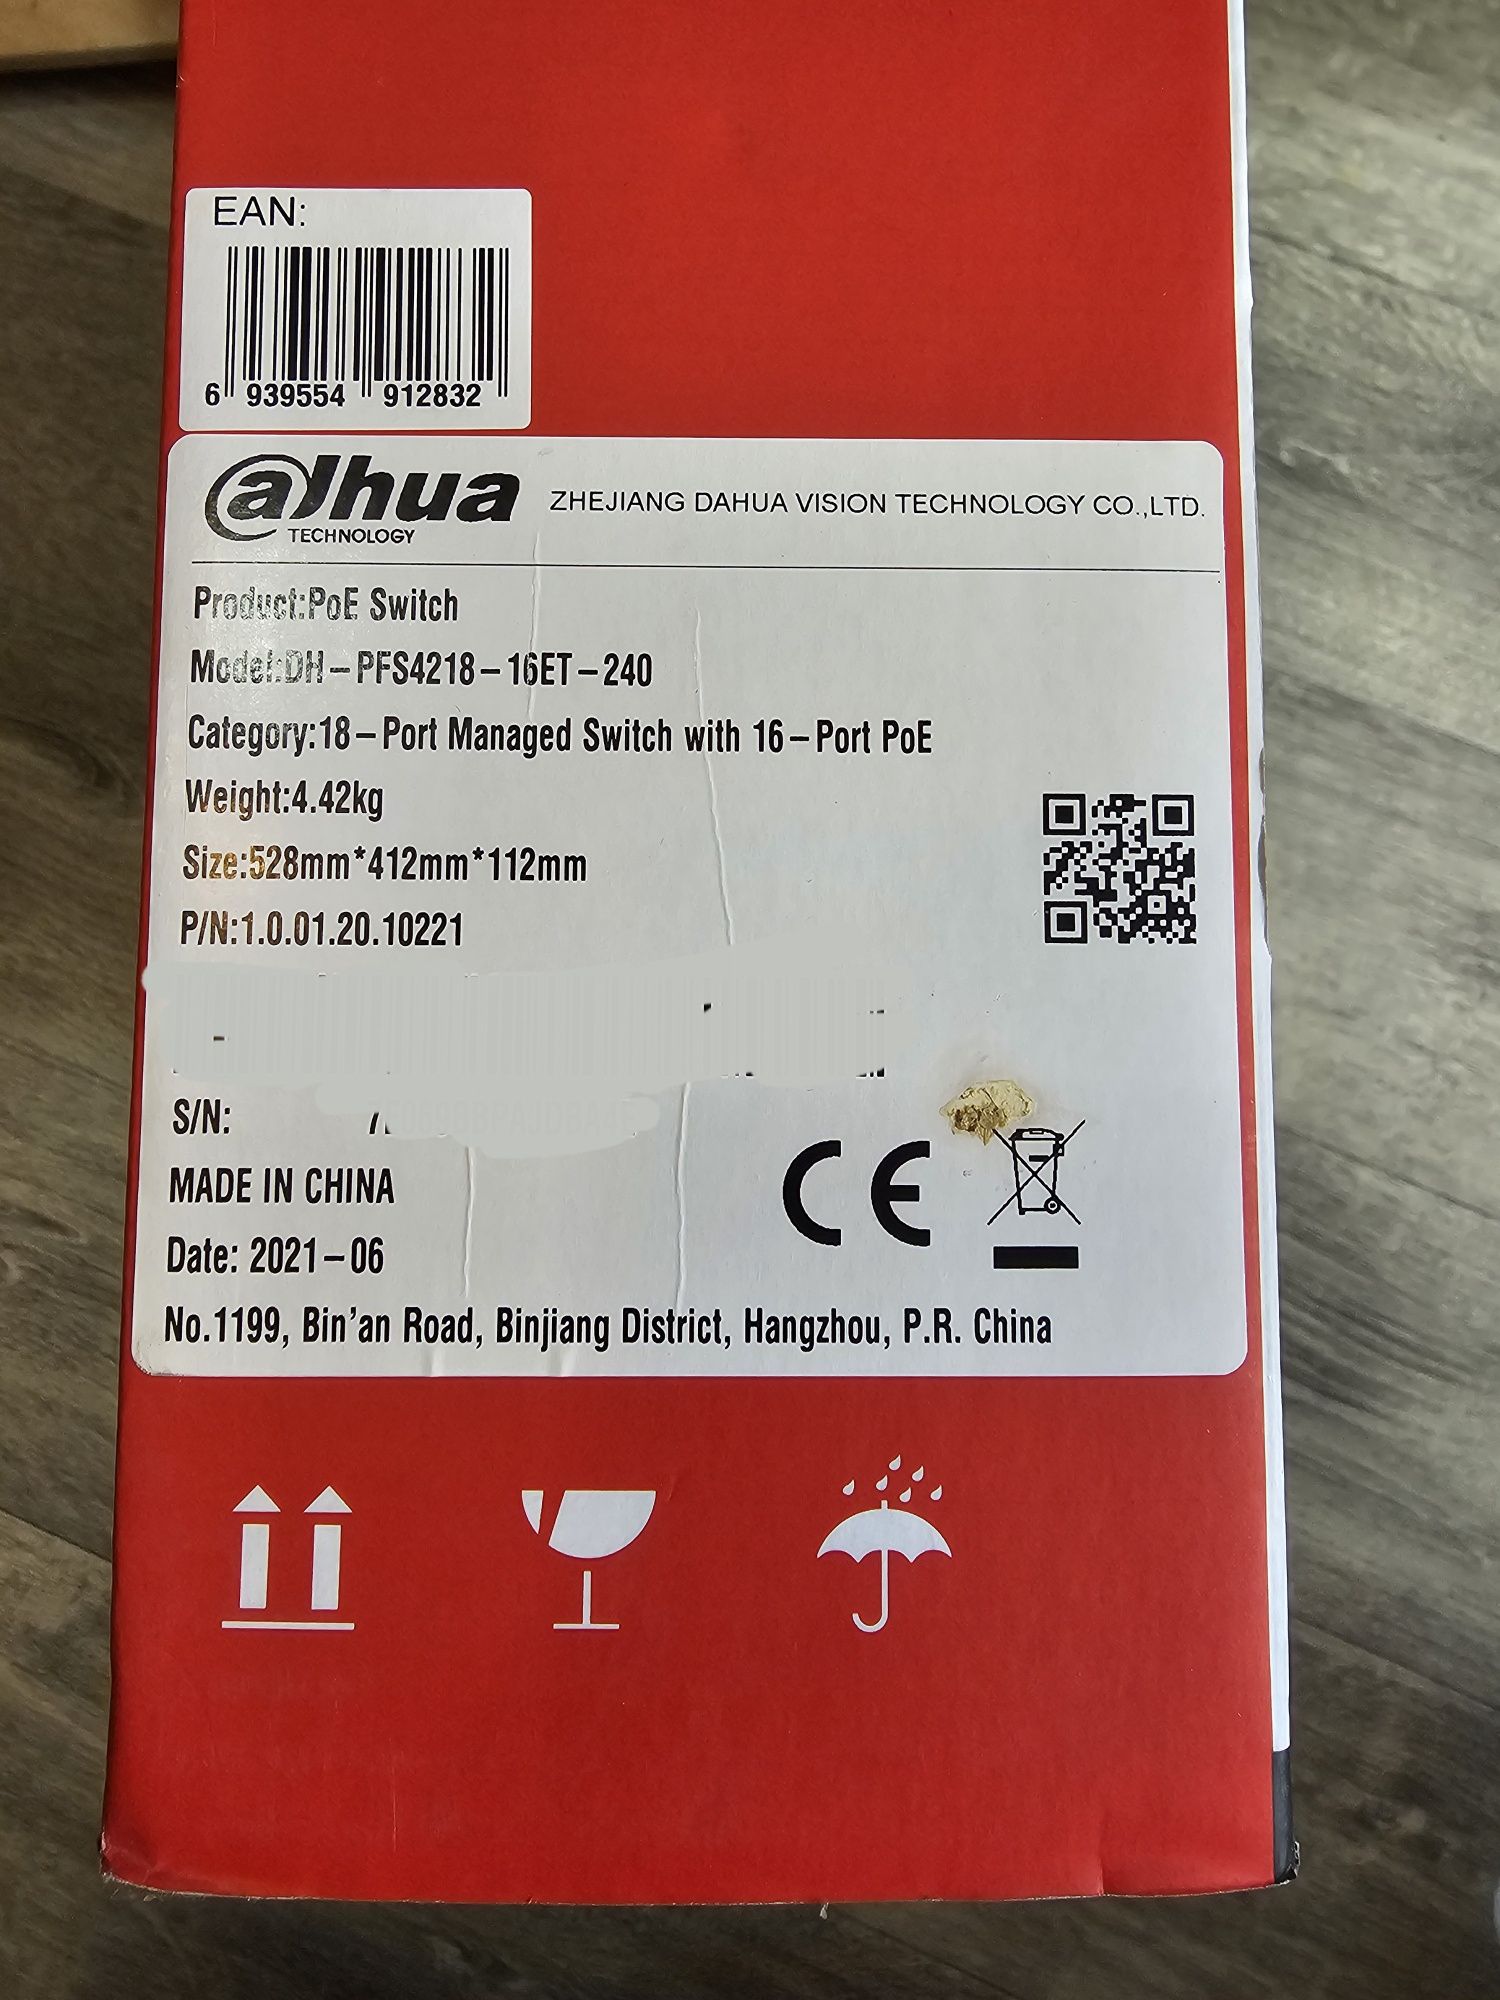 EAN:
6 939554 912832
alhua
TECHNOLOGY
ZHEJIANG DAHUA VISION TECHNOLOGY CO.,LTD.
Product:PoE Switch
Model:DH-PFS4218-16ET-240
Category:18-Port Managed Switch with 16-Port PoE
Weight:4.42kg
Size:528mm*412mm*112mm
P/N:1.0.01.20.10221
S/N:
MADE IN CHINA
CE
Date: 2021-06
No.1199, Bin'an Road, Binjiang District, Hangzhou, P.R. China